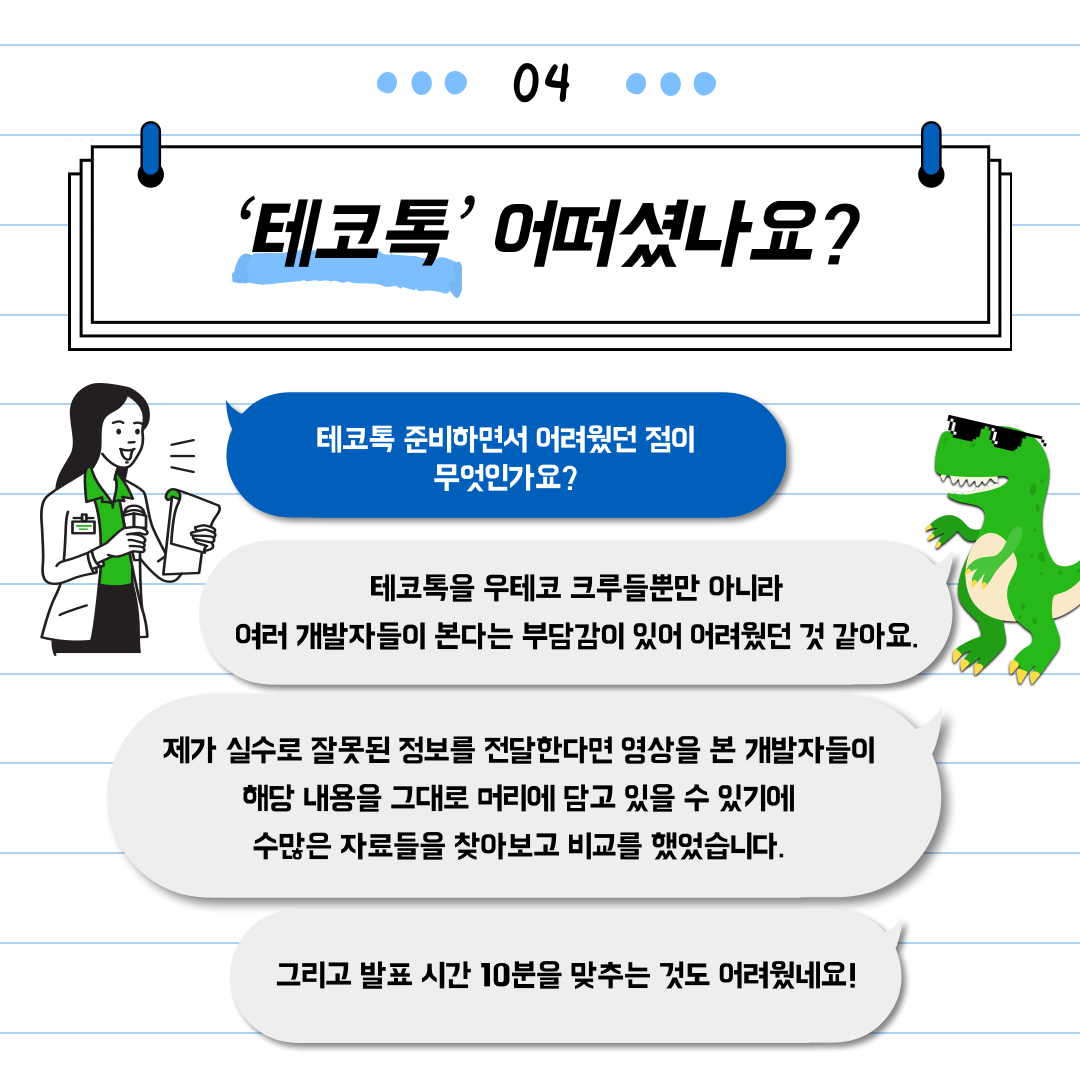 04
‘테코톡’ 어떠셨나요?
테코톡 준비하면서 어려웠던 점이
무엇인가요?
테코톡을 우테코 크루들뿐만 아니라
여러 개발자들이 본다는 부담감이 있어 어려웠던 것 같아요.
제가 실수로 잘못된 정보를 전달한다면 영상을 본 개발자들이
해당 내용을 그대로 머리에 담고 있을 수 있기에
수많은 자료들을 찾아보고 비교를 했었습니다.
그리고 발표 시간 10분을 맞추는 것도 어려웠네요!